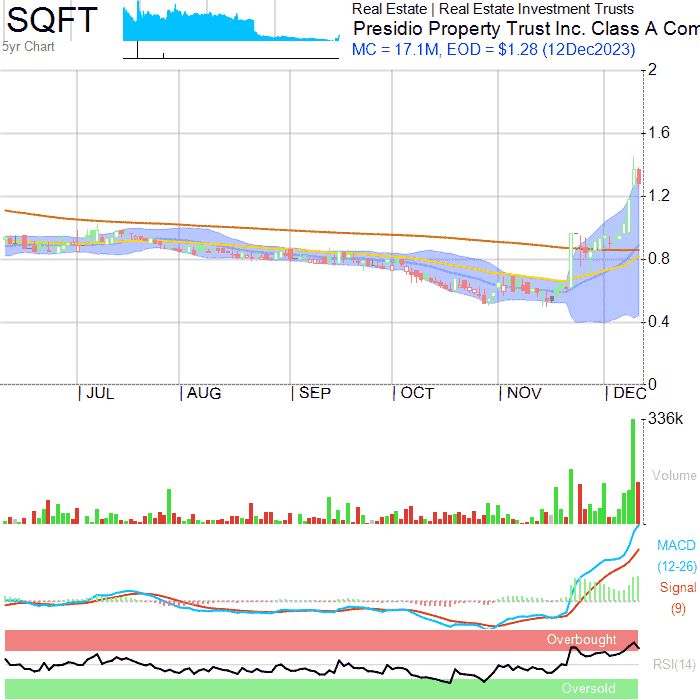 SQFT
5yr Chart
Real Estate | Real Estate Investment Trusts
Presidio Property Trust Inc. Class A Com
MC = 17.1M, EOD = $1.28 (12Dec2023)
2
1.6
1.2
0.8
0.4
0
JUL AUG SEP OCT NOV DEC
336k
Volume
MACD
(12-26)
Signal
(9)
Overbought
RSI(14)
Oversold